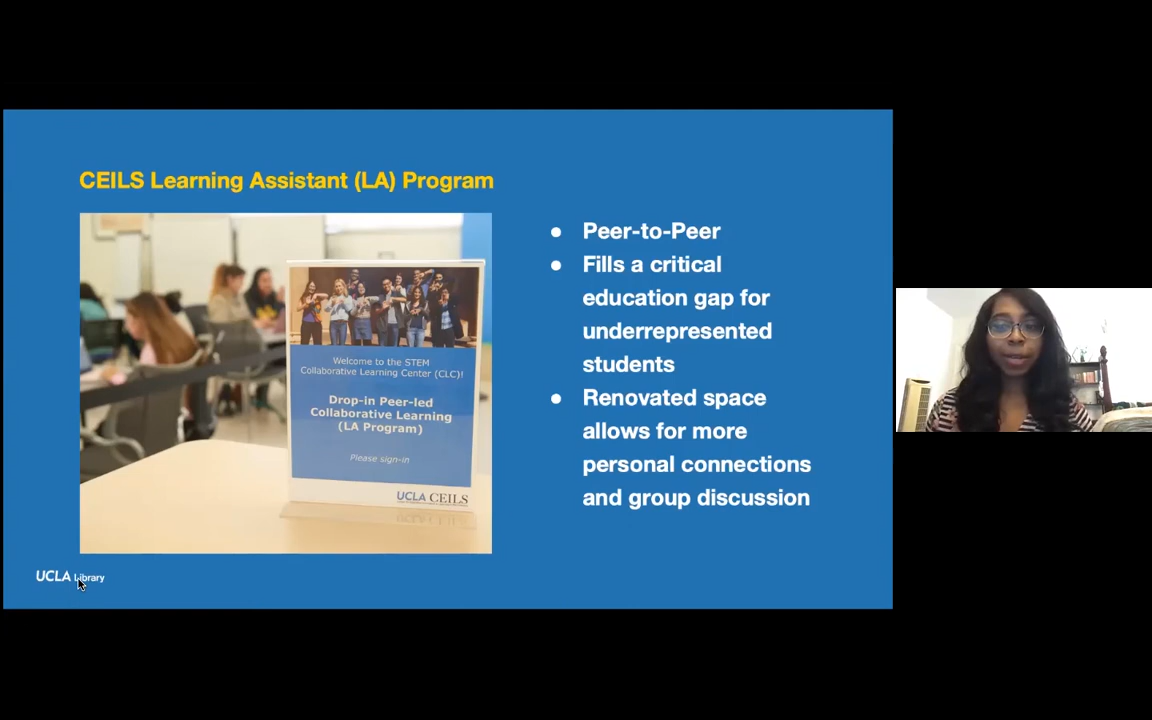 CEILS Learning Assistant (LA) Program
Welcome to the STEM
Collaborative Learning Center (CLC)!
Drop-in Peer-led
Collaborative Learning
(LA Program)
Please sign-in
UCLA CEILS
● Peer-to-Peer
● Fills a critical
education gap for
underrepresented
students
● Renovated space
allows for more
personal connections
and group discussion
UCLA Library